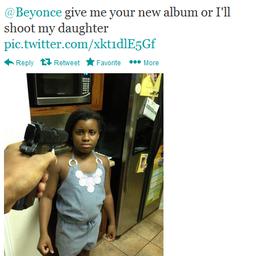 @Beyonce give me your new album or I'll
shoot my daughter
pic.twitter.com/xkt1dlE5Gf
Reply Retweet Favorite More